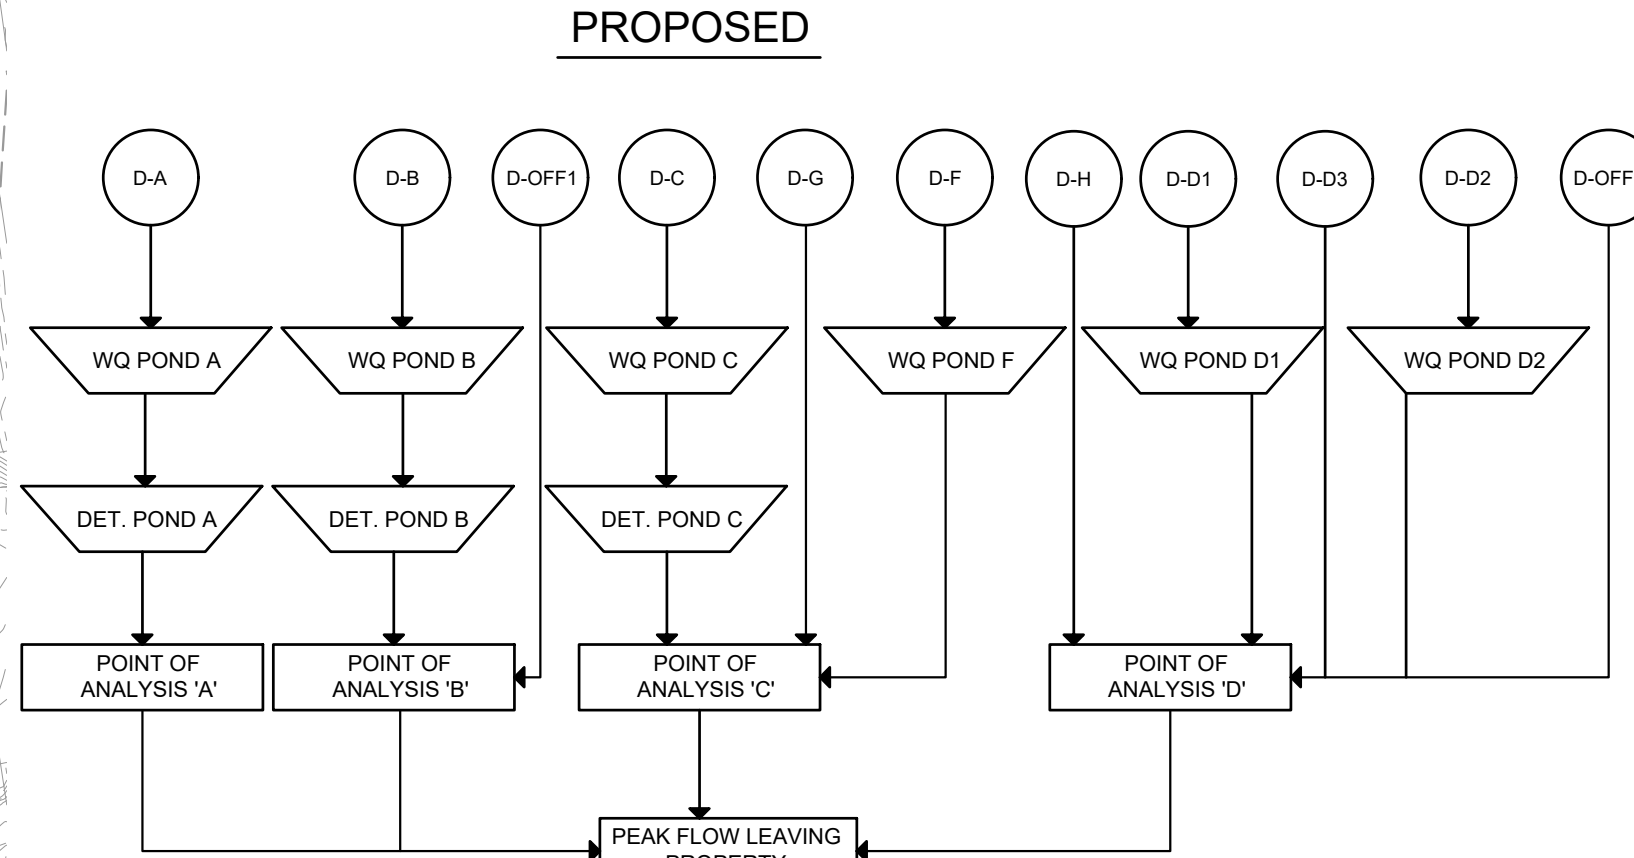 PROPOSED
D-A
D-B
D-OFF1
D-C
D-G
D-F
D-H
D-D1
D-D3
D-D2
D-OFF
WQ POND A
WQ POND B
WQ POND C
WQ POND F
WQ POND D1
WQ POND D2
DET. POND A
DET. POND B
DET. POND C
POINT OF
ANALYSIS 'A'
POINT OF
ANALYSIS 'B'
POINT OF
ANALYSIS 'C'
POINT OF
ANALYSIS 'D'
PEAK FLOW LEAVING
PROPERTY